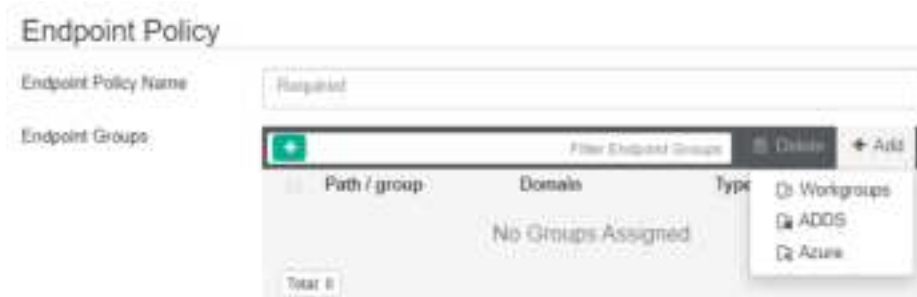 Endpoint Policy
Endpoint Policy Name
Required
Endpoint Groups
Filter Endpoint Groups
Delete
Add
Path / group Domain Type
Workgroups
No Groups Assigned
ADDS
Azure
Total: 0